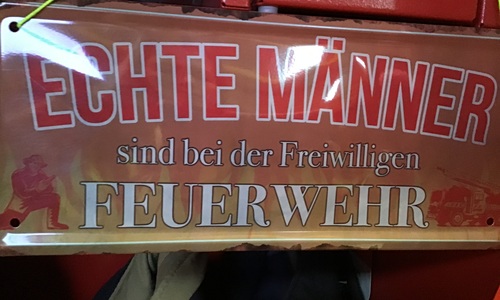 ECHTE MÄNNER
sind bei der Freiwilligen
FEUERWEHR